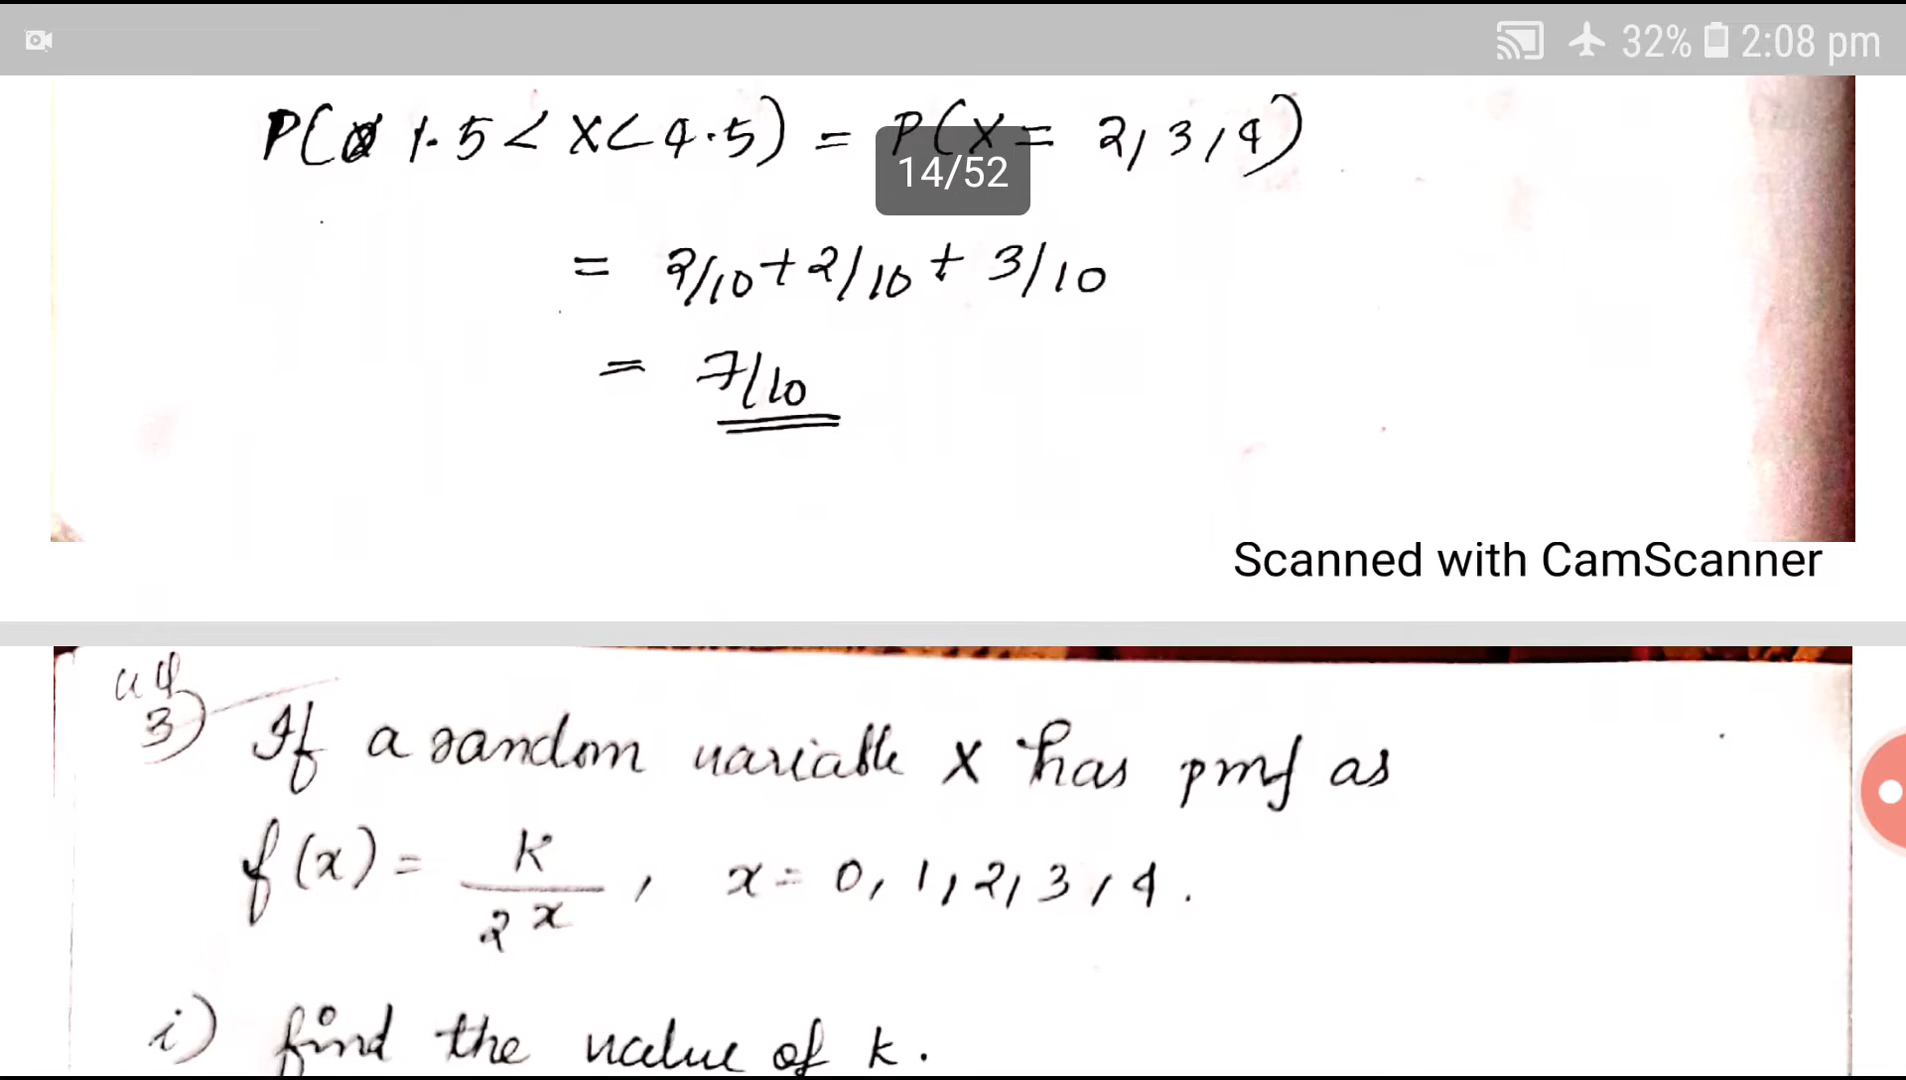 32% 2:08 pm
P( 1.5 < X < 4.5) = P(X = 2, 3, 4)
14/52
= 2/10 + 2/10 + 3/10
= 7/10
Scanned with CamScanner
3) If a random variable X has pmf as
f(x) = k/2^x , x = 0, 1, 2, 3, 4.
i) find the value of k.